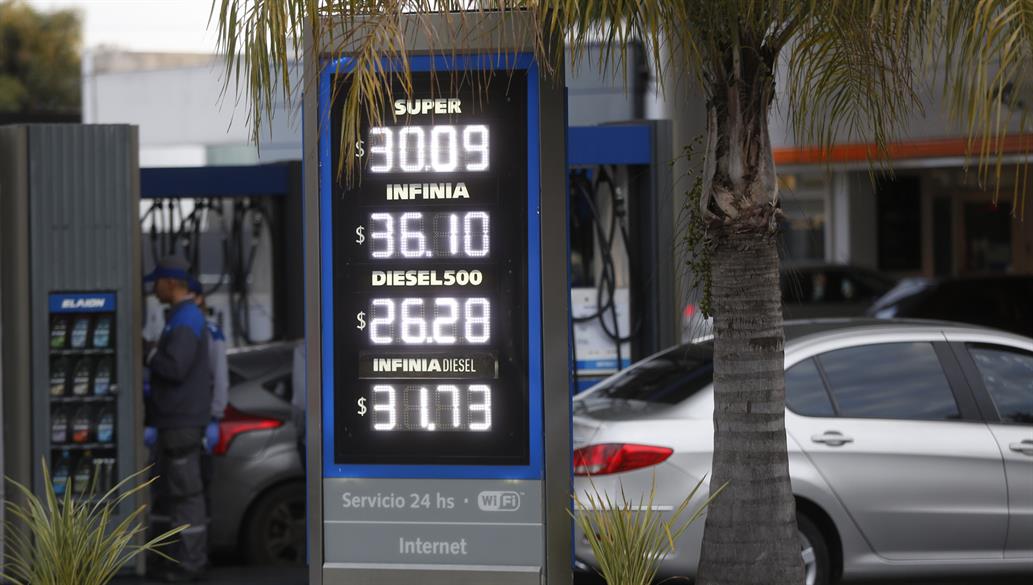 SUPER
$ 30.09
INFINIA
$ 36.10
DIESEL500
$ 26.28
INFINIA DIESEL
$ 31.73
Servicio 24 hs · WiFi
Internet
ELAION